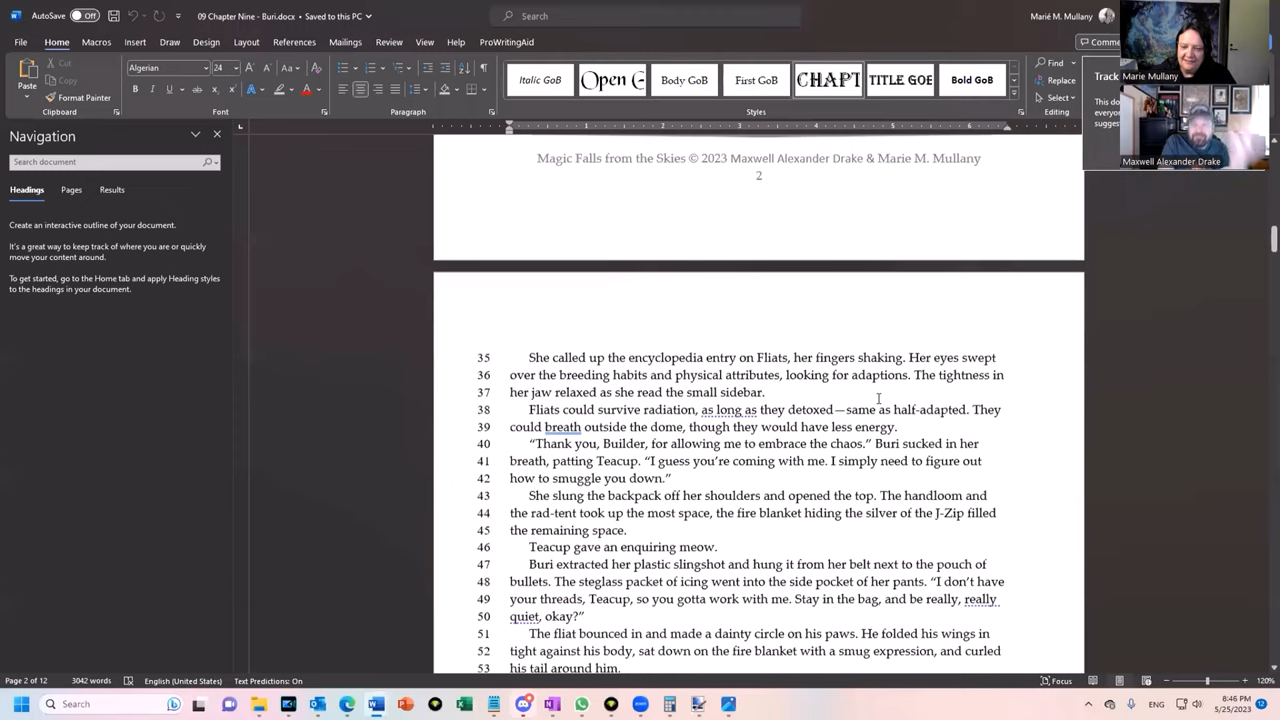 AutoSave Off 09 Chapter Nine - Buri.docx • Saved to this PC Search Marié M. Mullany
File Home Macros Insert Draw Design Layout References Mailings Review View Help ProWritingAid Comme
Paste Cut Copy Format Painter
Algerian 24
Italic GoB Open G Body GoB First GoB CHAPT TITLE GOE Bold GoB
Find Replace Select
Clipboard Font Paragraph Styles Editing
Marie Mullany
Track
This do
everyon
suggest
Maxwell Alexander Drake
Navigation
Search document
Headings Pages Results
Create an interactive outline of your document.
It's a great way to keep track of where you are or quickly
move your content around.
To get started, go to the Home tab and apply Heading styles
to the headings in your document.
1 2 3 4 5 6
Magic Falls from the Skies © 2023 Maxwell Alexander Drake & Marie M. Mullany
2
35 She called up the encyclopedia entry on Fliats, her fingers shaking. Her eyes swept
36 over the breeding habits and physical attributes, looking for adaptions. The tightness in
37 her jaw relaxed as she read the small sidebar.
38 Fliats could survive radiation, as long as they detoxed—same as half-adapted. They
39 could breath outside the dome, though they would have less energy.
40 “Thank you, Builder, for allowing me to embrace the chaos.” Buri sucked in her
41 breath, patting Teacup. “I guess you’re coming with me. I simply need to figure out
42 how to smuggle you down.”
43 She slung the backpack off her shoulders and opened the top. The handloom and
44 the rad-tent took up the most space, the fire blanket hiding the silver of the J-Zip filled
45 the remaining space.
46 Teacup gave an enquiring meow.
47 Buri extracted her plastic slingshot and hung it from her belt next to the pouch of
48 bullets. The steglass packet of icing went into the side pocket of her pants. “I don’t have
49 your threads, Teacup, so you gotta work with me. Stay in the bag, and be really, really
50 quiet, okay?”
51 The fliat bounced in and made a dainty circle on his paws. He folded his wings in
52 tight against his body, sat down on the fire blanket with a smug expression, and curled
53 his tail around him.
Page 2 of 12 3042 words English (United States) Text Predictions: On Focus 120%
Search ENG 8:46 PM
5/25/2023